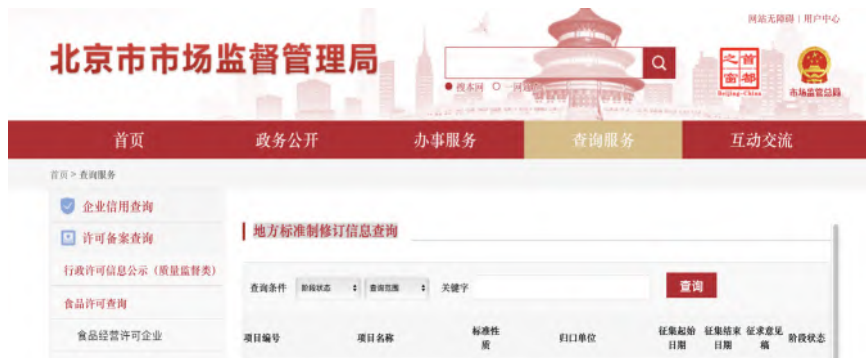 网站无障碍 | 用户中心
北京市市场监督管理局
搜本网
首都之窗
Beijing-China
市场监管总局
首页
政务公开
办事服务
查询服务
互动交流
首页 > 查询服务
企业信用查询
许可备案查询
行政许可信息公示(质量监督类)
食品许可查询
食品经营许可企业
地方标准制修订信息查询
查询条件 阶段状态 查询范围 关键字 查询
项目编号 项目名称 标准性质 归口单位 征集起始日期 征集结束日期 征求意见稿 阶段状态